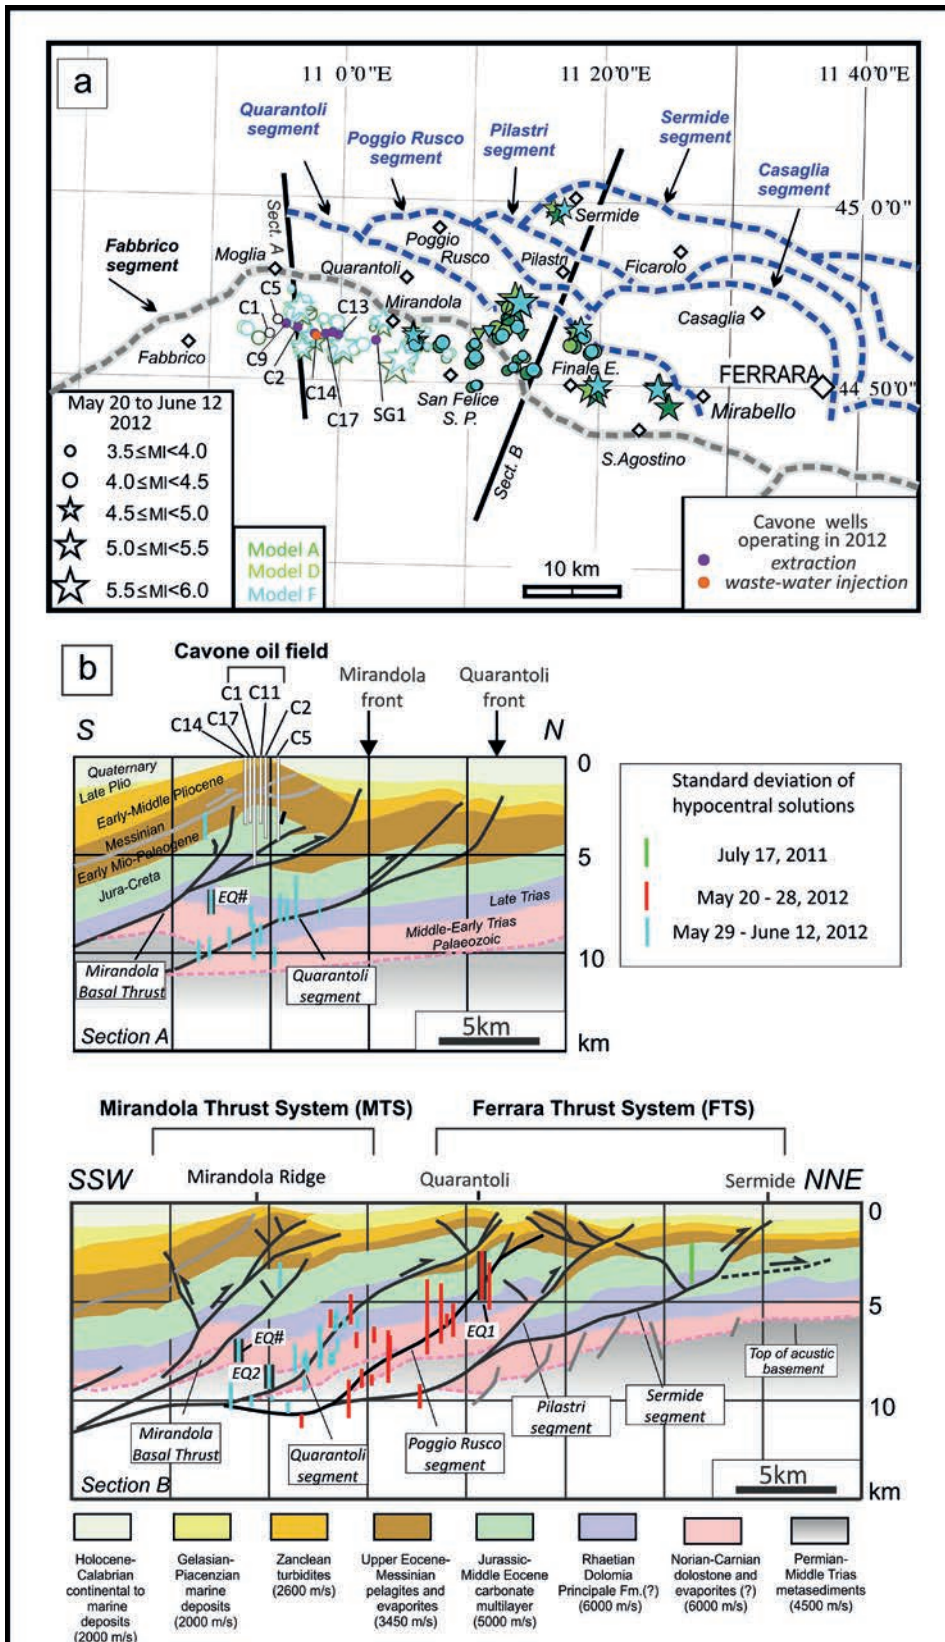 a
11 0'0"E
11 20'0"E
11 40'0"
Quarantoli
segment
Poggio Rusco
segment
Pilastri
segment
Sermide
segment
Casaglia
segment
Fabbrico
segment
Sect. A
45 0'0"
Sermide
Moglia
Poggio
Rusco
Pilastri
Ficarolo
Quarantoli
C5
C1
C13
Mirandola
Casaglia
Fabbrico
C9
C2
C14
C17
SG1
San Felice
S. P.
Finale E.
FERRARA
44 50'0"
Mirabello
Sect. B
S.Agostino
May 20 to June 12
2012
3.5≤Ml<4.0
4.0≤Ml<4.5
4.5≤Ml<5.0
5.0≤Ml<5.5
5.5≤Ml<6.0
Model A
Model D
Model F
10 km
Cavone wells
operating in 2012
extraction
waste-water injection
b
Cavone oil field
C1
C11
C17
C2
C14
C5
Mirandola
front
Quarantoli
front
S
N
Quaternary
Late Plio
Early-Middle Pliocene
Messinian
Early Mio-Paleogene
Jura-Creta
EQ#
Late Trias
Middle-Early Trias
Palaeozoic
Mirandola
Basal Thrust
Quarantoli
segment
Section A
5km
0
5
10
km
Standard deviation of
hypocentral solutions
July 17, 2011
May 20 - 28, 2012
May 29 - June 12, 2012
Mirandola Thrust System (MTS)
Ferrara Thrust System (FTS)
SSW
Mirandola Ridge
Quarantoli
Sermide
NNE
0
5
10
km
EQ#
EQ2
EQ1
Top of acustic
basement
Mirandola
Basal Thrust
Quarantoli
segment
Poggio Rusco
segment
Pilastri
segment
Sermide
segment
Section B
5km
Holocene-
Calabrian
continental to
marine
deposits
(2000 m/s)
Gelasian-
Piacenzian
marine
deposits
(2000 m/s)
Zanclean
turbidites
(2600 m/s)
Upper Eocene-
Messinian
pelagites and
evaporites
(3450 m/s)
Jurassic-
Middle Eocene
carbonate
multilayer
(5000 m/s)
Rhaetian
Dolomia
Principale Fm.(?)
(6000 m/s)
Norian-Carnian
dolostone and
evaporites (?)
(6000 m/s)
Permian-
Middle Trias
metasediments
(4500 m/s)